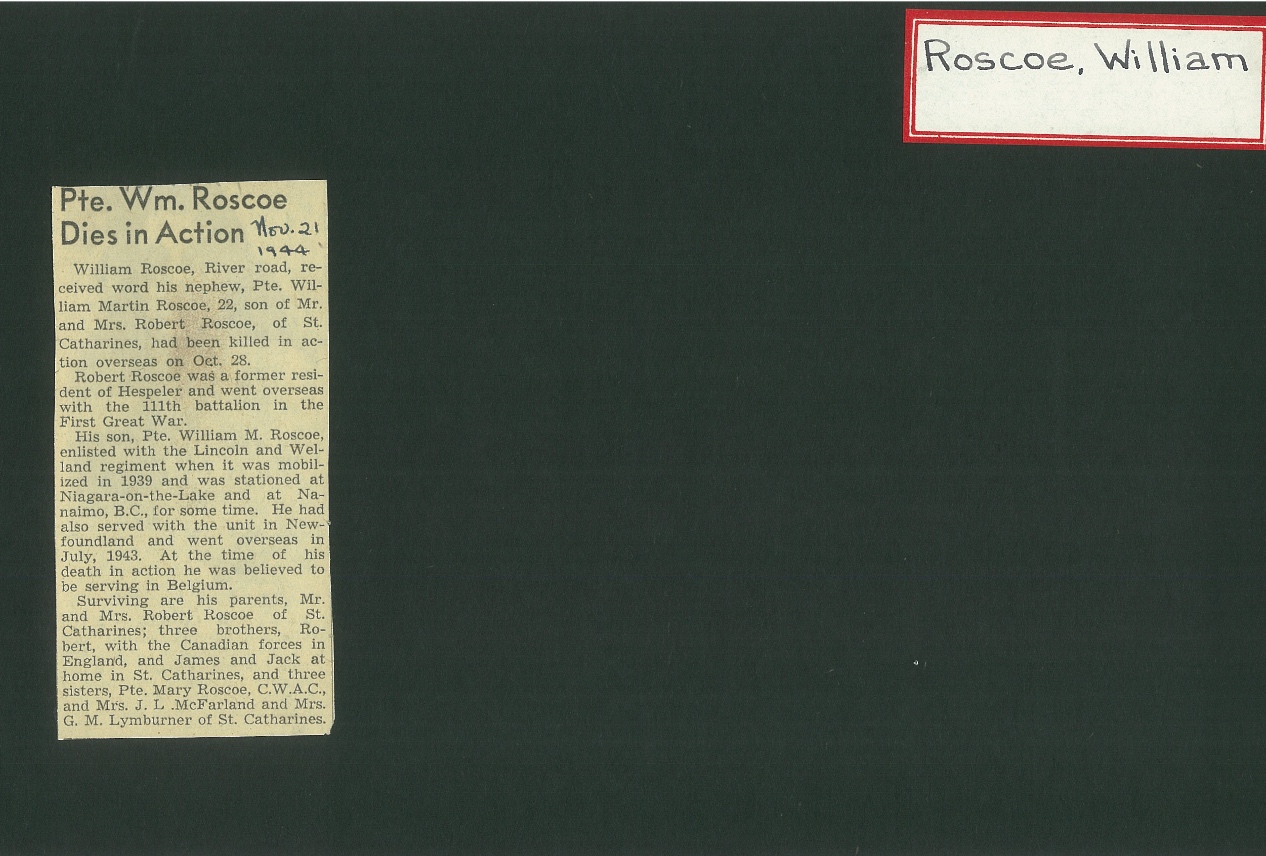 Roscoe, William
Pte. Wm. Roscoe
Dies in Action Nov. 21
1944
William Roscoe, River road, re-
ceived word his nephew, Pte. Wil-
liam Martin Roscoe, 22, son of Mr.
and Mrs. Robert Roscoe, of St.
Catharines, had been killed in ac-
tion overseas on Oct. 28.
Robert Roscoe was a former resi-
dent of Hespeler and went overseas
with the 111th battalion in the
First Great War.
His son, Pte. William M. Roscoe,
enlisted with the Lincoln and Wel-
land regiment when it was mobil-
ized in 1939 and was stationed at
Niagara-on-the-Lake and at Na-
naimo, B.C., for some time. He had
also served with the unit in New-
foundland and went overseas in
July, 1943. At the time of his
death in action he was believed to
be serving in Belgium.
Surviving are his parents, Mr.
and Mrs. Robert Roscoe of St.
Catharines; three brothers, Ro-
bert, with the Canadian forces in
England, and James and Jack at
home in St. Catharines, and three
sisters, Pte. Mary Roscoe, C.W.A.C.,
and Mrs. J. L .McFarland and Mrs.
G. M. Lymburner of St. Catharines.